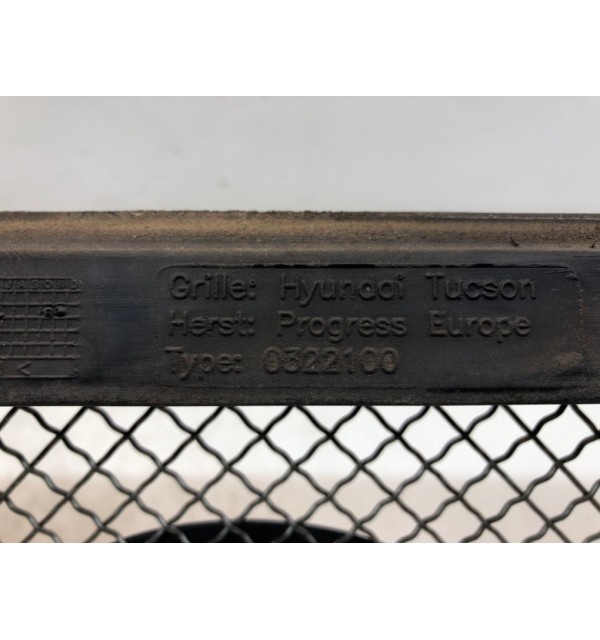 Grille: Hyundai Tucson
Herst: Progress Europe
Type: 0322100